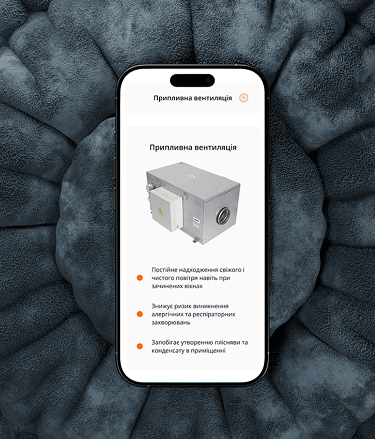 Припливна вентиляція
Припливна вентиляція
Постійне надходження свіжого і
чистого повітря навіть при
зачинених вікнах
Знижує ризик виникнення
алергічних та респіраторних
захворювань
Запобігає утворенню плісняви та
конденсату в приміщенні